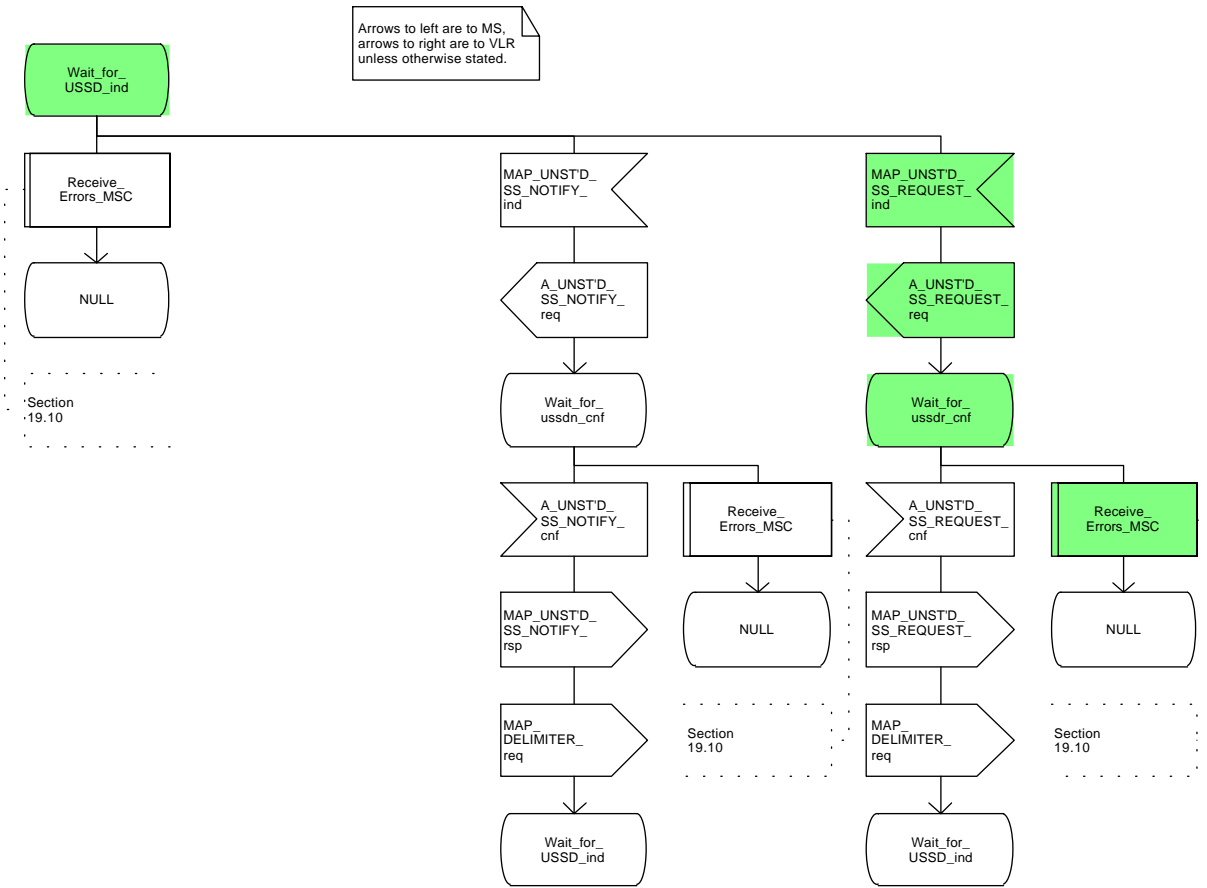 Arrows to left are to MS,
arrows to right are to VLR
unless otherwise stated.
Wait_for_
USSD_ind
Receive_
Errors_MSC
NULL
Section
19.10
MAP_UNST'D_
SS_NOTIFY_
ind
A_UNST'D_
SS_NOTIFY_
req
Wait_for_
ussdn_cnf
A_UNST'D_
SS_NOTIFY_
cnf
MAP_UNST'D_
SS_NOTIFY_
rsp
MAP_
DELIMITER_
req
Wait_for_
USSD_ind
Receive_
Errors_MSC
NULL
Section
19.10
MAP_UNST'D_
SS_REQUEST_
ind
A_UNST'D_
SS_REQUEST_
req
Wait_for_
ussdr_cnf
A_UNST'D_
SS_REQUEST_
cnf
MAP_UNST'D_
SS_REQUEST_
rsp
MAP_
DELIMITER_
req
Wait_for_
USSD_ind
Receive_
Errors_MSC
NULL
Section
19.10